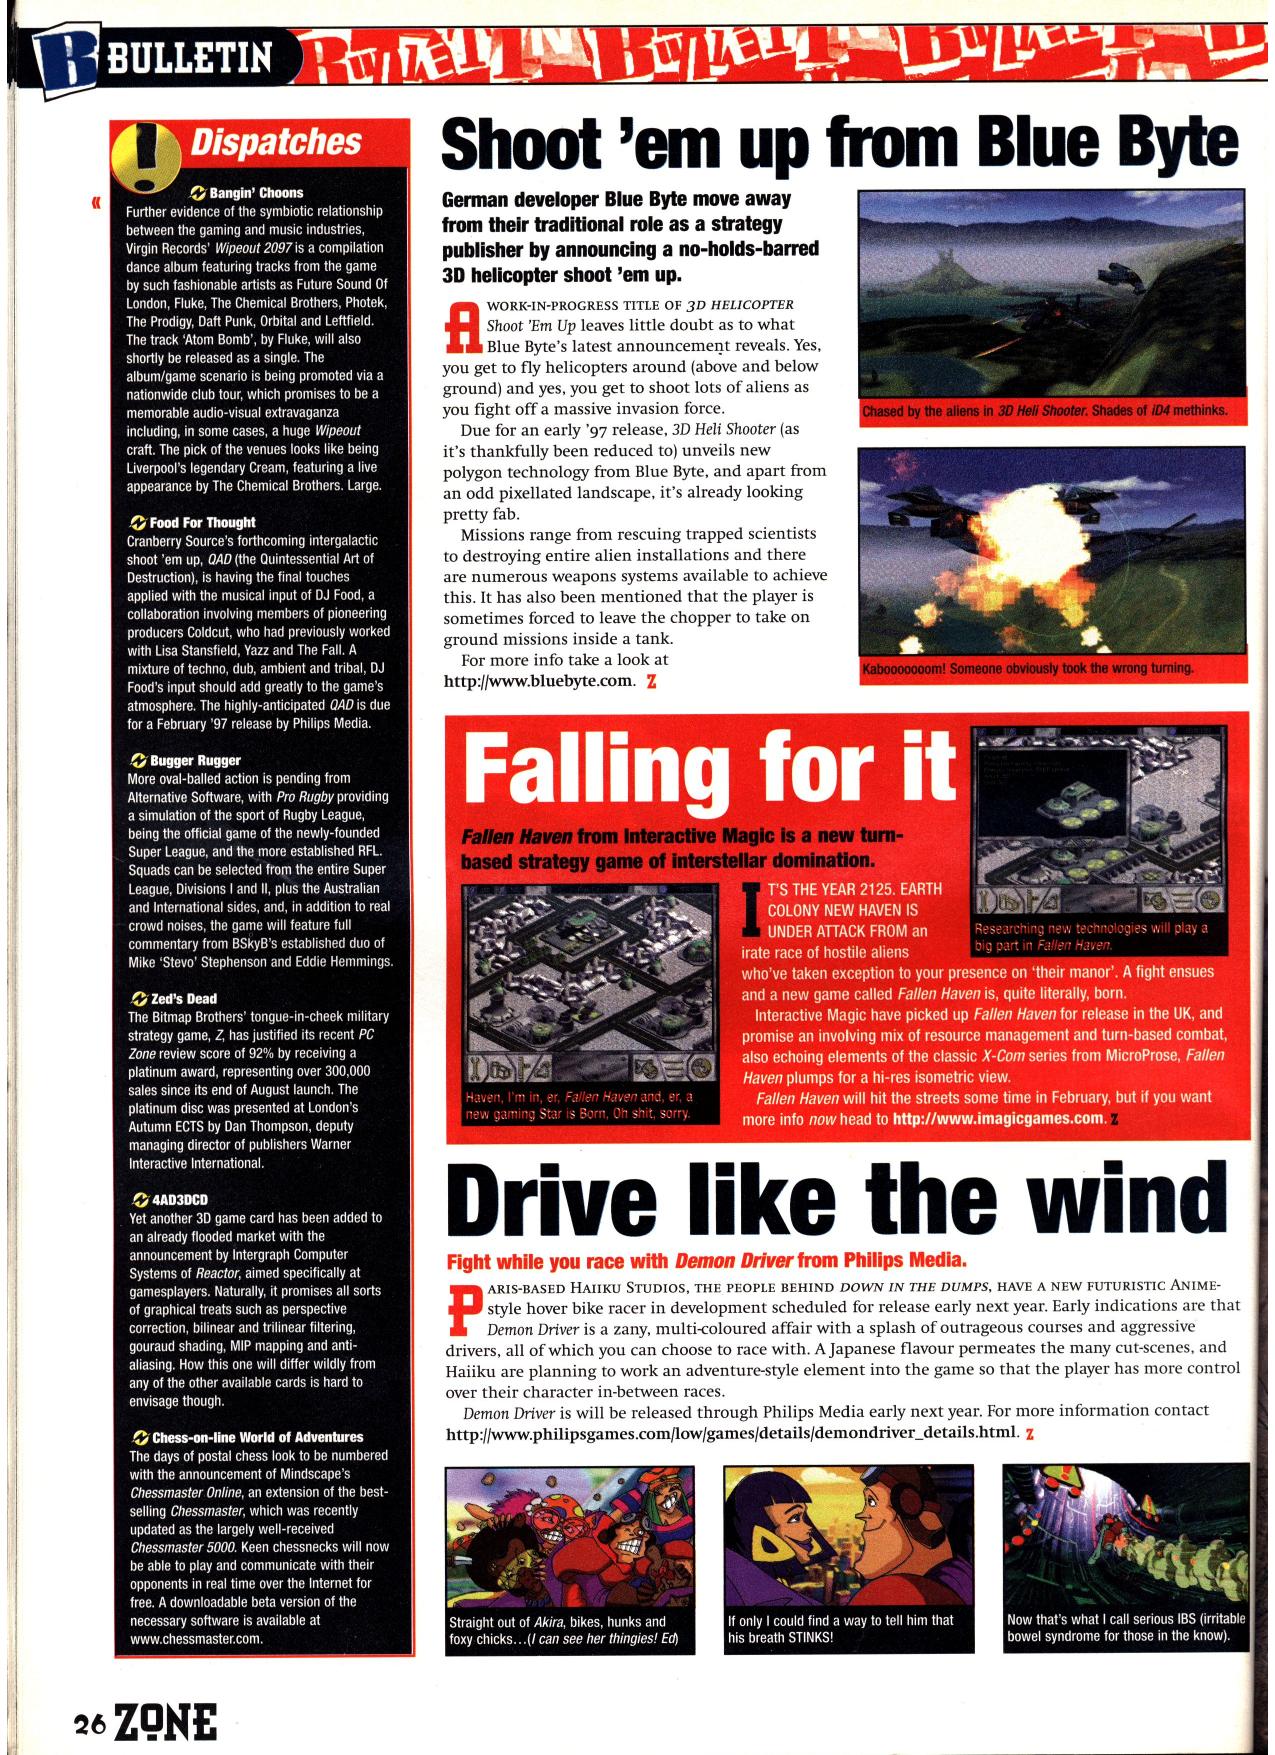 BBULLETIN
BULLETIN BULLETIN BULLETIN
Dispatches
Bangin' Choons
Further evidence of the symbiotic relationship
between the gaming and music industries,
Virgin Records' Wipeout 2097 is a compilation
dance album featuring tracks from the game
by such fashionable artists as Future Sound Of
London, Fluke, The Chemical Brothers, Photek,
The Prodigy, Daft Punk, Orbital and Leftfield.
The track 'Atom Bomb', by Fluke, will also
shortly be released as a single. The
album/game scenario is being promoted via a
nationwide club tour, which promises to be a
memorable audio-visual extravaganza
including, in some cases, a huge Wipeout
craft. The pick of the venues looks like being
Liverpool's legendary Cream, featuring a live
appearance by The Chemical Brothers. Large.
Food For Thought
Cranberry Source's forthcoming intergalactic
shoot 'em up, QAD (the Quintessential Art of
Destruction), is having the final touches
applied with the musical input of DJ Food, a
collaboration involving members of pioneering
producers Coldcut, who had previously worked
with Lisa Stansfield, Yazz and The Fall. A
mixture of techno, dub, ambient and tribal, DJ
Food's input should add greatly to the game's
atmosphere. The highly-anticipated QAD is due
for a February '97 release by Philips Media.
Bugger Rugger
More oval-balled action is pending from
Alternative Software, with Pro Rugby providing
a simulation of the sport of Rugby League,
being the official game of the newly-founded
Super League, and the more established RFL.
Squads can be selected from the entire Super
League, Divisions I and II, plus the Australian
and International sides, and, in addition to real
crowd noises, the game will feature full
commentary from BSkyB's established duo of
Mike 'Stevo' Stephenson and Eddie Hemmings.
Zed's Dead
The Bitmap Brothers' tongue-in-cheek military
strategy game, Z, has justified its recent PC
Zone review score of 92% by receiving a
platinum award, representing over 300,000
sales since its end of August launch. The
platinum disc was presented at London's
Autumn ECTS by Dan Thompson, deputy
managing director of publishers Warner
Interactive International.
4AD3DCD
Yet another 3D game card has been added to
an already flooded market with the
announcement by Intergraph Computer
Systems of Reactor, aimed specifically at
gamesplayers. Naturally, it promises all sorts
of graphical treats such as perspective
correction, bilinear and trilinear filtering,
gouraud shading, MIP mapping and anti-
aliasing. How this one will differ wildly from
any of the other available cards is hard to
envisage though.
Chess-on-line World of Adventures
The days of postal chess look to be numbered
with the announcement of Mindscape's
Chessmaster Online, an extension of the best-
selling Chessmaster, which was recently
updated as the largely well-received
Chessmaster 5000. Keen chessnecks will now
be able to play and communicate with their
opponents in real time over the Internet for
free. A downloadable beta version of the
necessary software is available at
www.chessmaster.com.
Shoot 'em up from Blue Byte
German developer Blue Byte move away
from their traditional role as a strategy
publisher by announcing a no-holds-barred
3D helicopter shoot 'em up.
A WORK-IN-PROGRESS TITLE OF 3D HELICOPTER
Shoot 'Em Up leaves little doubt as to what
Blue Byte's latest announcement reveals. Yes,
you get to fly helicopters around (above and below
ground) and yes, you get to shoot lots of aliens as
you fight off a massive invasion force.
Due for an early '97 release, 3D Heli Shooter (as
it's thankfully been reduced to) unveils new
polygon technology from Blue Byte, and apart from
an odd pixellated landscape, it's already looking
pretty fab.
Missions range from rescuing trapped scientists
to destroying entire alien installations and there
are numerous weapons systems available to achieve
this. It has also been mentioned that the player is
sometimes forced to leave the chopper to take on
ground missions inside a tank.
For more info take a look at
http://www.bluebyte.com. Z
Chased by the aliens in 3D Heli Shooter. Shades of iD4 methinks.
Kaboooooooom! Someone obviously took the wrong turning.
Falling for it
Fallen Haven from Interactive Magic is a new turn-
based strategy game of interstellar domination.
Haven, I'm in, er, Fallen Haven and, er, a
new gaming Star is Born. Oh shit, sorry.
Researching new technologies will play a
big part in Fallen Haven.
IT'S THE YEAR 2125. EARTH
COLONY NEW HAVEN IS
UNDER ATTACK FROM an
irate race of hostile aliens
who've taken exception to your presence on 'their manor'. A fight ensues
and a new game called Fallen Haven is, quite literally, born.
Interactive Magic have picked up Fallen Haven for release in the UK, and
promise an involving mix of resource management and turn-based combat,
also echoing elements of the classic X-Com series from MicroProse, Fallen
Haven plumps for a hi-res isometric view.
Fallen Haven will hit the streets some time in February, but if you want
more info now head to http://www.imagicgames.com. Z
Drive like the wind
Fight while you race with Demon Driver from Philips Media.
PARIS-BASED HAIIKU STUDIOS, THE PEOPLE BEHIND DOWN IN THE DUMPS, HAVE A NEW FUTURISTIC ANIME-
style hover bike racer in development scheduled for release early next year. Early indications are that
Demon Driver is a zany, multi-coloured affair with a splash of outrageous courses and aggressive
drivers, all of which you can choose to race with. A Japanese flavour permeates the many cut-scenes, and
Haiiku are planning to work an adventure-style element into the game so that the player has more control
over their character in-between races.
Demon Driver is will be released through Philips Media early next year. For more information contact
http://www.philipsgames.com/low/games/details/demondriver_details.html. Z
Straight out of Akira, bikes, hunks and
foxy chicks...(I can see her thingies! Ed)
If only I could find a way to tell him that
his breath STINKS!
Now that's what I call serious IBS (irritable
bowel syndrome for those in the know).
26 ZONE